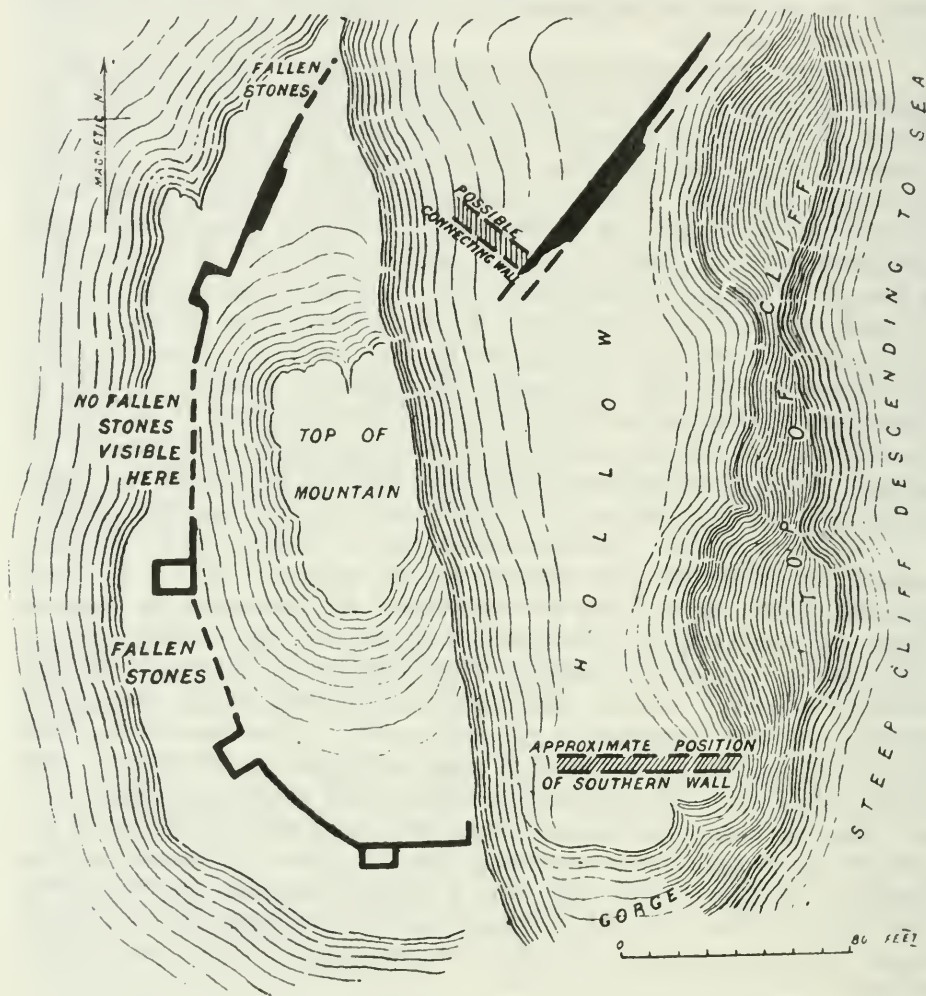 FALLEN
STONES
MAGNETIC N.
POSSIBLE
CONNECTING WALL
NO FALLEN
STONES
VISIBLE
HERE
TOP OF
MOUNTAIN
HOLLOW
TOP OF CLIFF
STEEP CLIFF DESCENDING TO SEA
FALLEN
STONES
APPROXIMATE POSITION
OF SOUTHERN WALL
GORGE
0 80 FEET